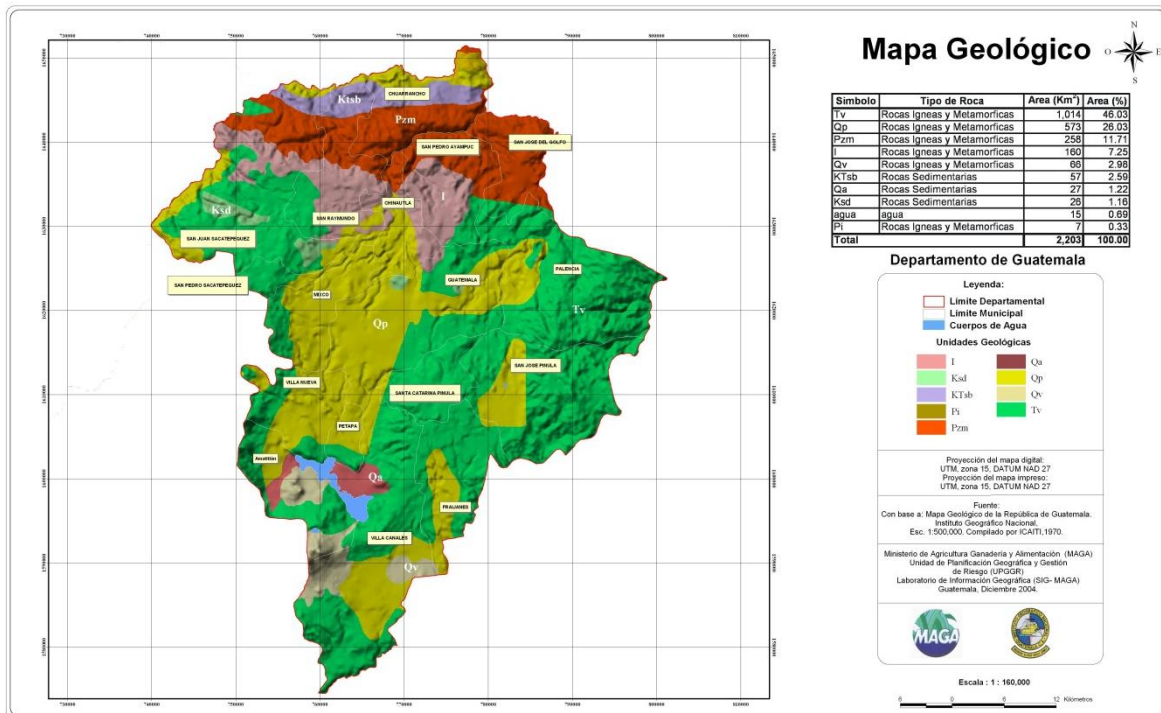 Mapa Geológico
N
O
E
S
Simbolo Tipo de Roca Area (Km²) Area (%)
Tv Rocas Igneas y Metamorficas 1,014 46.03
Qp Rocas Igneas y Metamorficas 573 26.03
Pzm Rocas Igneas y Metamorficas 258 11.71
I Rocas Igneas y Metamorficas 160 7.25
Qv Rocas Igneas y Metamorficas 66 2.98
KTsb Rocas Sedimentarias 57 2.59
Qa Rocas Sedimentarias 27 1.22
Ksd Rocas Sedimentarias 26 1.16
agua agua 15 0.69
Pi Rocas Igneas y Metamorficas 7 0.33
Total 2,203 100.00
Departamento de Guatemala
Leyenda:
Límite Departamental
Límite Municipal
Cuerpos de Agua
Unidades Geológicas
I
Ksd
KTsb
Pi
Pzm
Qa
Qp
Qv
Tv
Proyección del mapa digital:
UTM, zona 15, DATUM NAD 27
Proyección del mapa impreso:
UTM, zona 15, DATUM NAD 27
Fuente:
Con base a: Mapa Geológico de la República de Guatemala.
Instituto Geográfico Nacional,
Esc. 1:500,000. Compilado por ICAITI,1970.
Ministerio de Agricultura Ganadería y Alimentación (MAGA)
Unidad de Planificación Geográfica y Gestión
de Riesgo (UPGGR)
Laboratorio de Información Geográfica (SIG- MAGA)
Guatemala, Diciembre 2004.
MAGA
Escala : 1 : 160,000
6 0 6 12 Kilómetros
CHUARRANCHO
Ktsb
Pzm
SAN PEDRO AYAMPUC
SAN JOSE DEL GOLFO
I
CHINAUTLA
Ksd
SAN RAYMUNDO
SAN JUAN SACATEPEQUEZ
PALENCIA
GUATEMALA
SAN PEDRO SACATEPEQUEZ
MIXCO
Tv
Qp
SAN JOSE PINULA
VILLA NUEVA
SANTA CATARINA PINULA
PETAPA
Amatitlán
Qa
FRAIJANES
VILLA CANALES
Qv